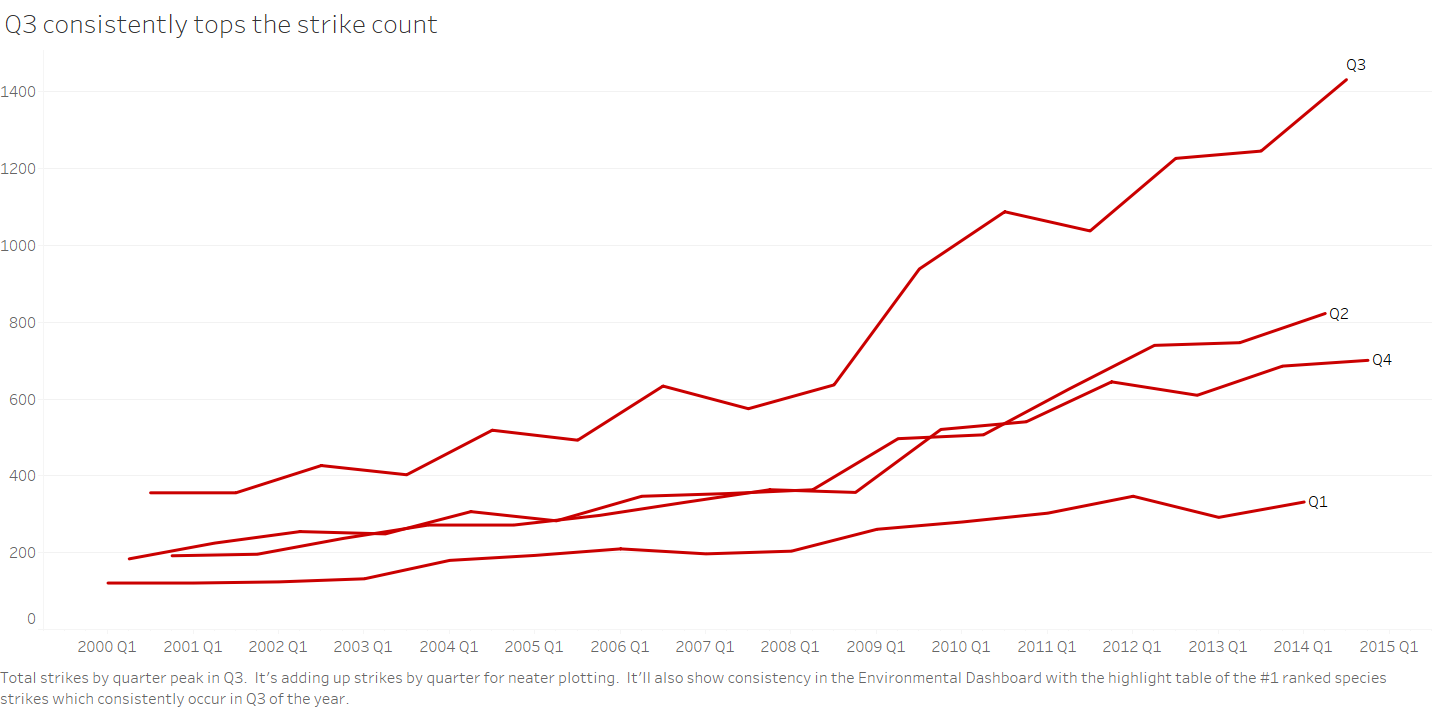 Q3 consistently tops the strike count
Q3
1400
1200
1000
800
Q2
Q4
600
400
Q1
200
0
2000 Q1 2001 Q1 2002 Q1 2003 Q1 2004 Q1 2005 Q1 2006 Q1 2007 Q1 2008 Q1 2009 Q1 2010 Q1 2011 Q1 2012 Q1 2013 Q1 2014 Q1 2015 Q1
Total strikes by quarter peak in Q3. It's adding up strikes by quarter for neater plotting. It'll also show consistency in the Environmental Dashboard with the highlight table of the #1 ranked species
strikes which consistently occur in Q3 of the year.